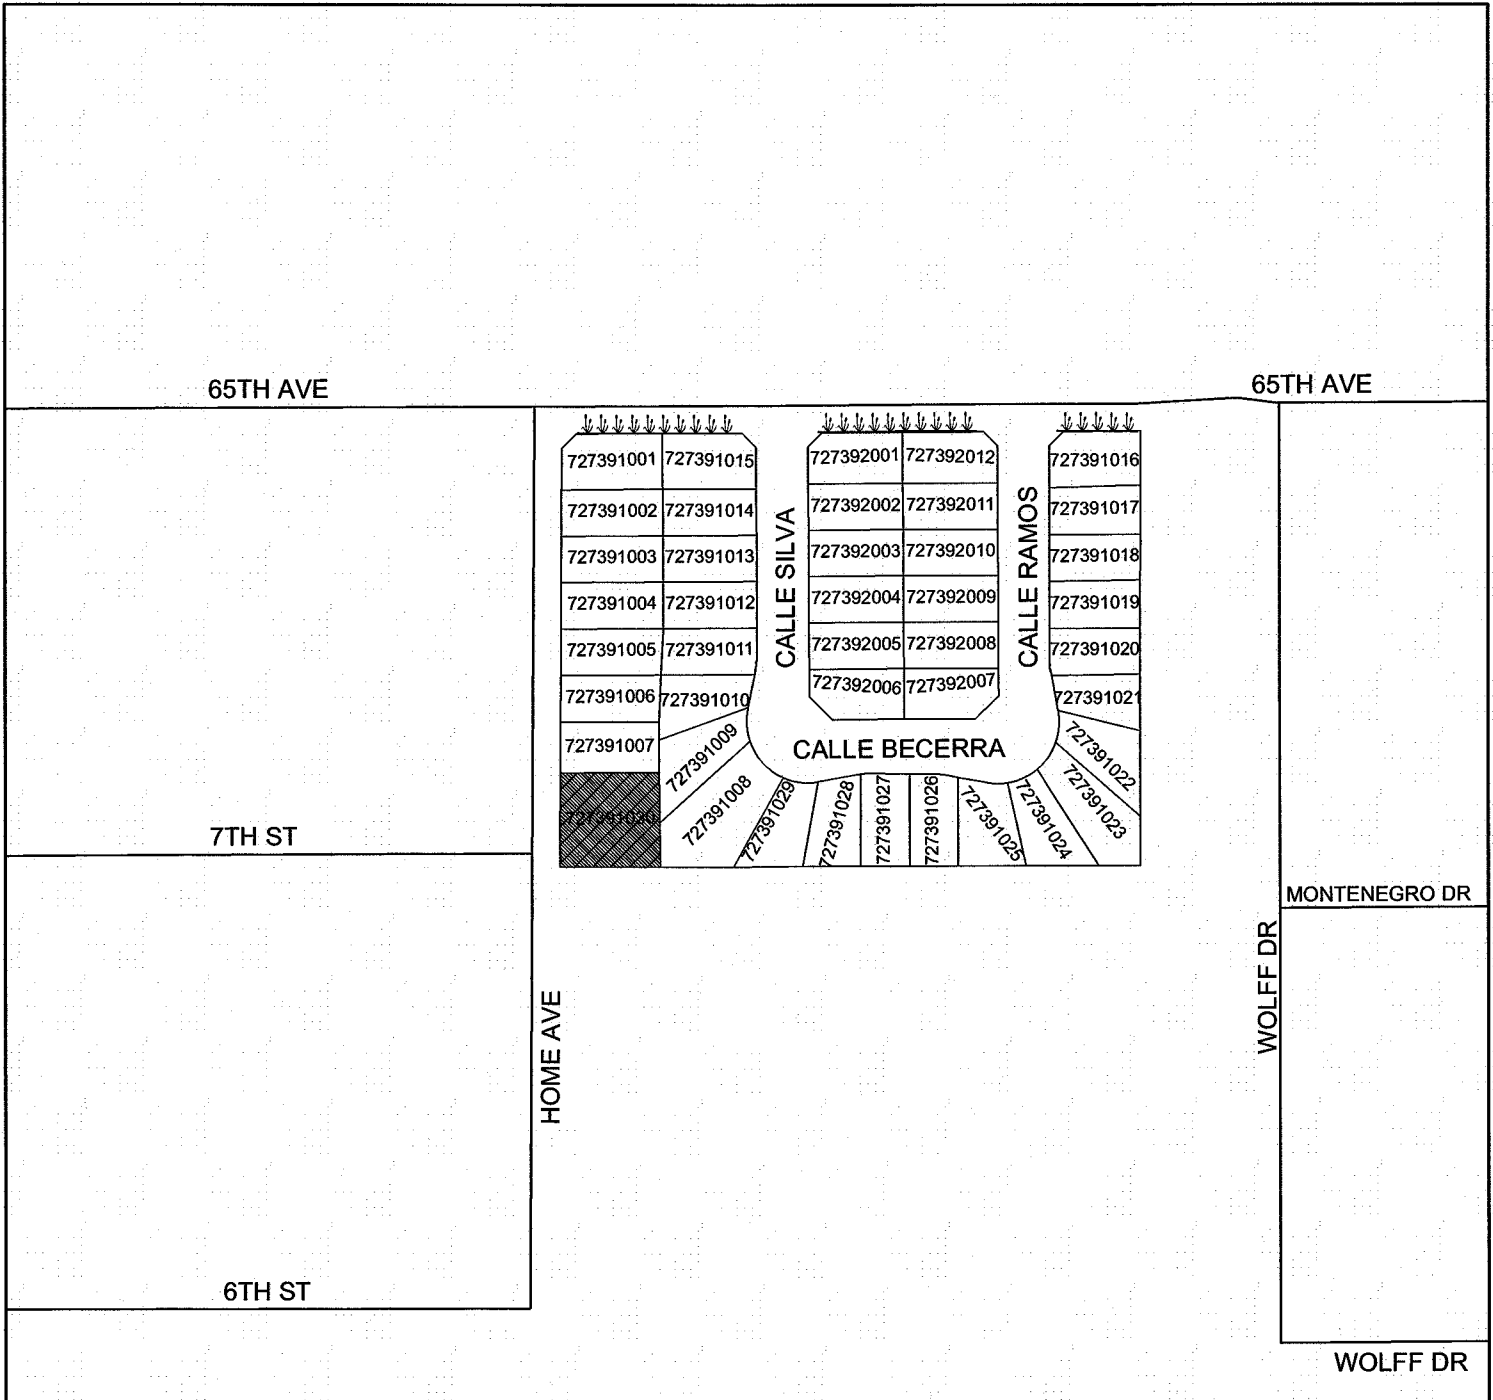 65TH AVE
65TH AVE
727391001 727391015 727392001 727392012 727391016
727391002 727391014 727392002 727392011 727391017
727391003 727391013 727392003 727392010 727391018
727391004 727391012 727392004 727392009 727391019
727391005 727391011 727392005 727392008 727391020
727391006 727391010 727392006 727392007 727391021
CALLE SILVA
CALLE RAMOS
727391007
727391009
CALLE BECERRA
727391022
727391030
727391008
727391029
727391028
727391027
727391026
727391025
727391024
727391023
7TH ST
MONTENEGRO DR
WOLFF DR
HOME AVE
6TH ST
WOLFF DR